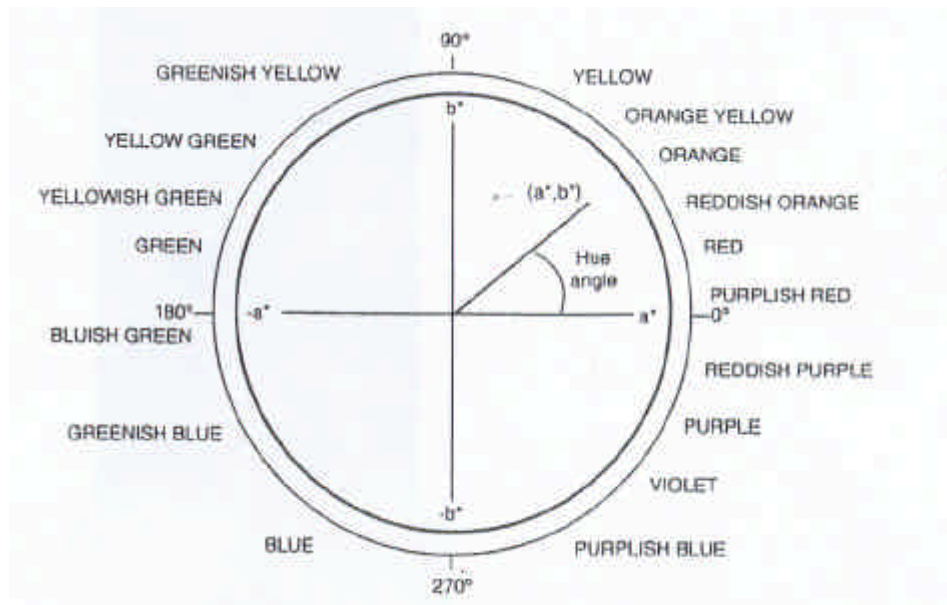 90°
GREENISH YELLOW
YELLOW
b*
ORANGE YELLOW
YELLOW GREEN
ORANGE
YELLOWISH GREEN
(a*,b*)
REDDISH ORANGE
GREEN
RED
Hue
angle
PURPLISH RED
180°
-a*
a*
0°
BLUISH GREEN
REDDISH PURPLE
GREENISH BLUE
PURPLE
VIOLET
-b*
BLUE
PURPLISH BLUE
270°